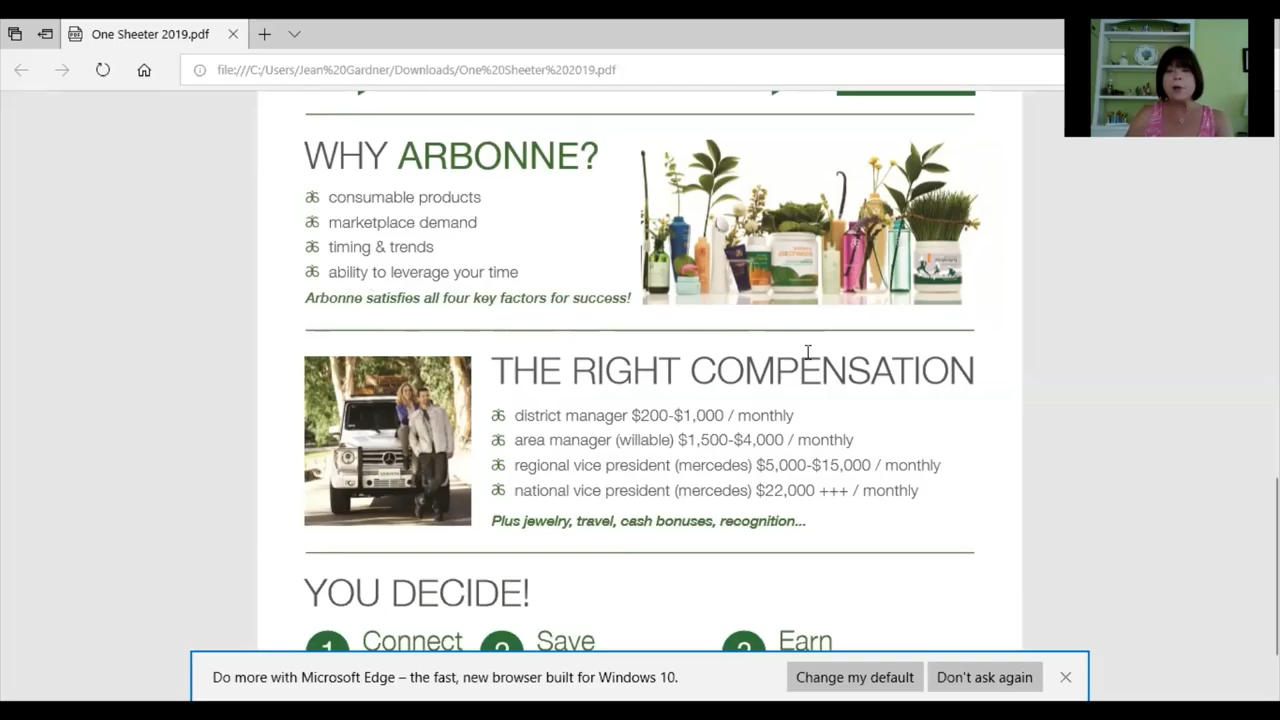 One Sheeter 2019.pdf
file:///C:/Users/Jean%20Gardner/Downloads/One%20Sheeter%202019.pdf
WHY ARBONNE?
consumable products
marketplace demand
timing & trends
ability to leverage your time
Arbonne satisfies all four key factors for success!
THE RIGHT COMPENSATION
district manager $200-$1,000 / monthly
area manager (willable) $1,500-$4,000 / monthly
regional vice president (mercedes) $5,000-$15,000 / monthly
national vice president (mercedes) $22,000 +++ / monthly
Plus jewelry, travel, cash bonuses, recognition...
YOU DECIDE!
1 Connect 2 Save
Earn
Do more with Microsoft Edge – the fast, new browser built for Windows 10.
Change my default
Don't ask again